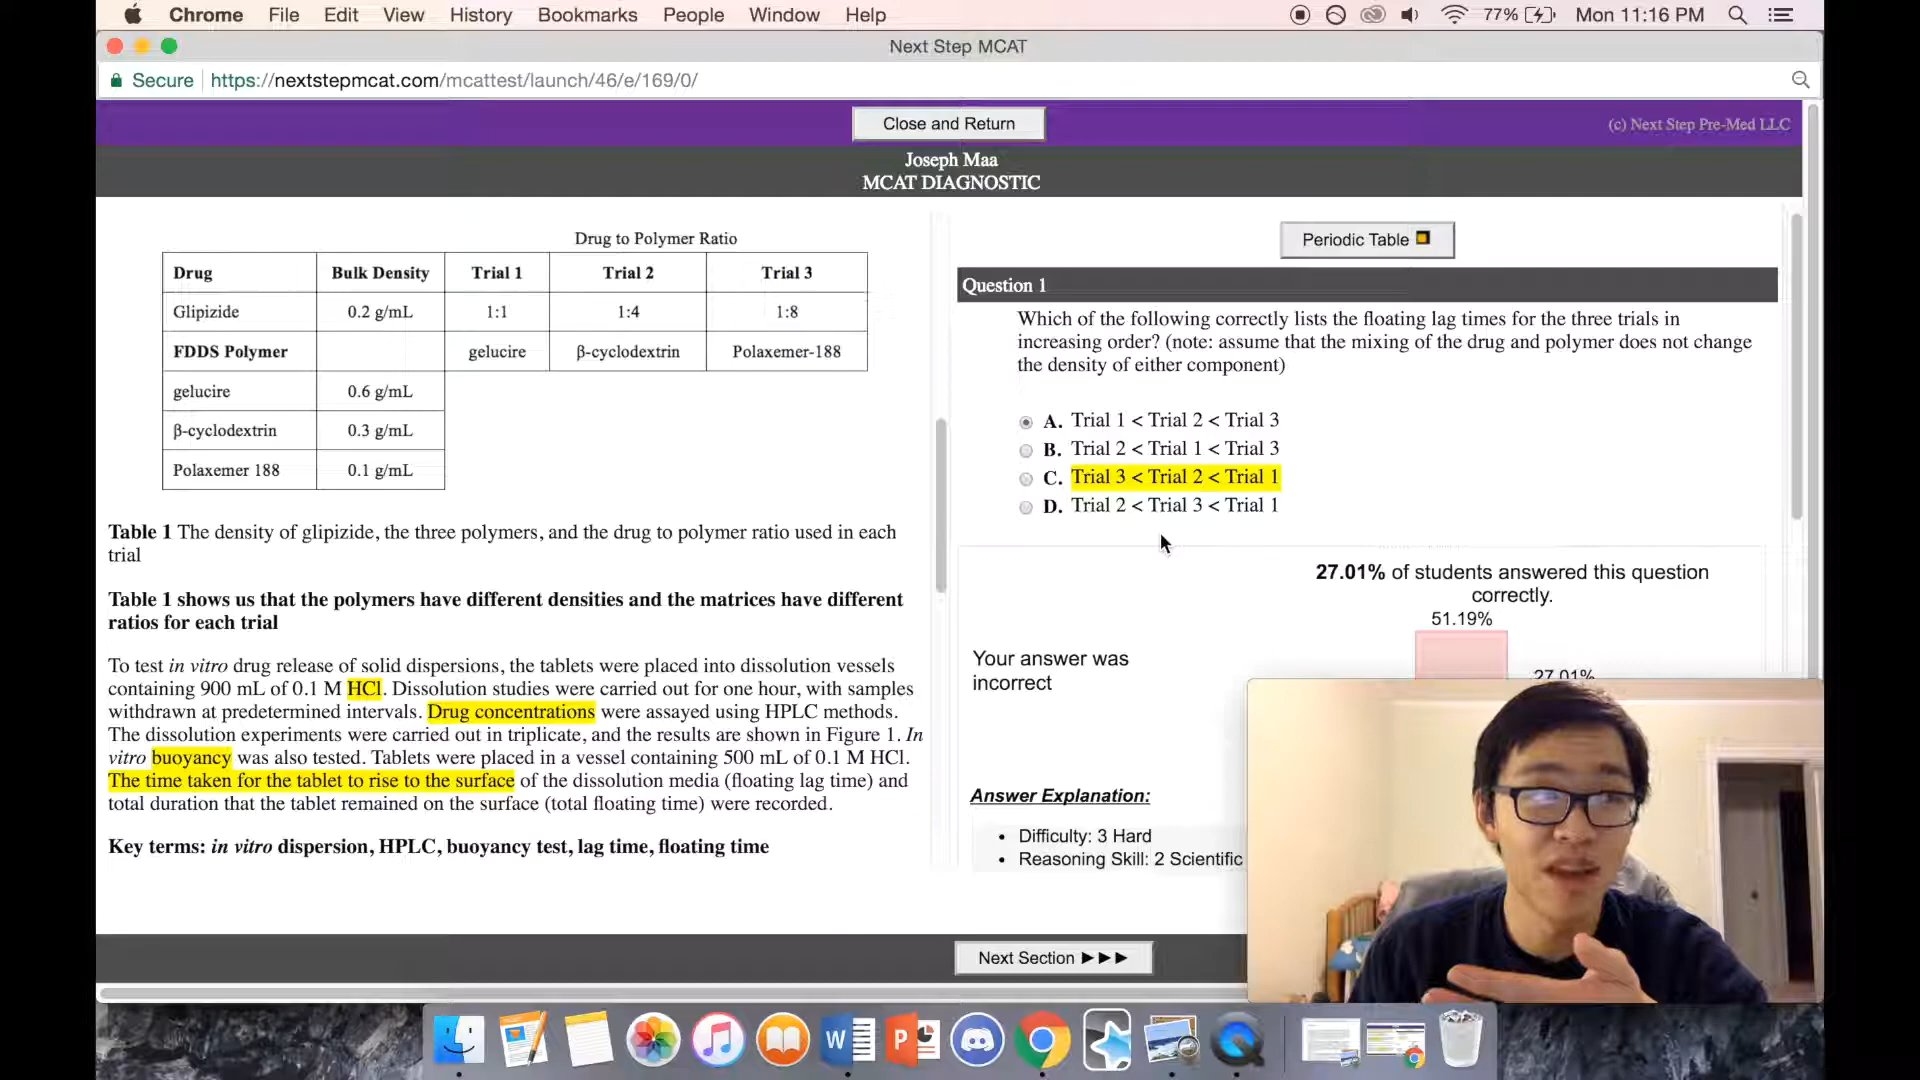 Chrome File Edit View History Bookmarks People Window Help 77% Mon 11:16 PM
Next Step MCAT
Secure https://nextstepmcat.com/mcattest/launch/46/e/169/0/
Close and Return
(c) Next Step Pre-Med LLC
Joseph Maa
MCAT DIAGNOSTIC
Drug to Polymer Ratio
Drug Bulk Density Trial 1 Trial 2 Trial 3
Glipizide 0.2 g/mL 1:1 1:4 1:8
FDDS Polymer gelucire β-cyclodextrin Polaxemer-188
gelucire 0.6 g/mL
β-cyclodextrin 0.3 g/mL
Polaxemer 188 0.1 g/mL
Table 1 The density of glipizide, the three polymers, and the drug to polymer ratio used in each
trial
Table 1 shows us that the polymers have different densities and the matrices have different
ratios for each trial
To test in vitro drug release of solid dispersions, the tablets were placed into dissolution vessels
containing 900 mL of 0.1 M HCl. Dissolution studies were carried out for one hour, with samples
withdrawn at predetermined intervals. Drug concentrations were assayed using HPLC methods.
The dissolution experiments were carried out in triplicate, and the results are shown in Figure 1. In
vitro buoyancy was also tested. Tablets were placed in a vessel containing 500 mL of 0.1 M HCl.
The time taken for the tablet to rise to the surface of the dissolution media (floating lag time) and
total duration that the tablet remained on the surface (total floating time) were recorded.
Key terms: in vitro dispersion, HPLC, buoyancy test, lag time, floating time
Periodic Table
Question 1
Which of the following correctly lists the floating lag times for the three trials in
increasing order? (note: assume that the mixing of the drug and polymer does not change
the density of either component)
A. Trial 1 < Trial 2 < Trial 3
B. Trial 2 < Trial 1 < Trial 3
C. Trial 3 < Trial 2 < Trial 1
D. Trial 2 < Trial 3 < Trial 1
27.01% of students answered this question
correctly.
51.19%
27.01%
Your answer was
incorrect
Answer Explanation:
• Difficulty: 3 Hard
• Reasoning Skill: 2 Scientific
Next Section ►►►